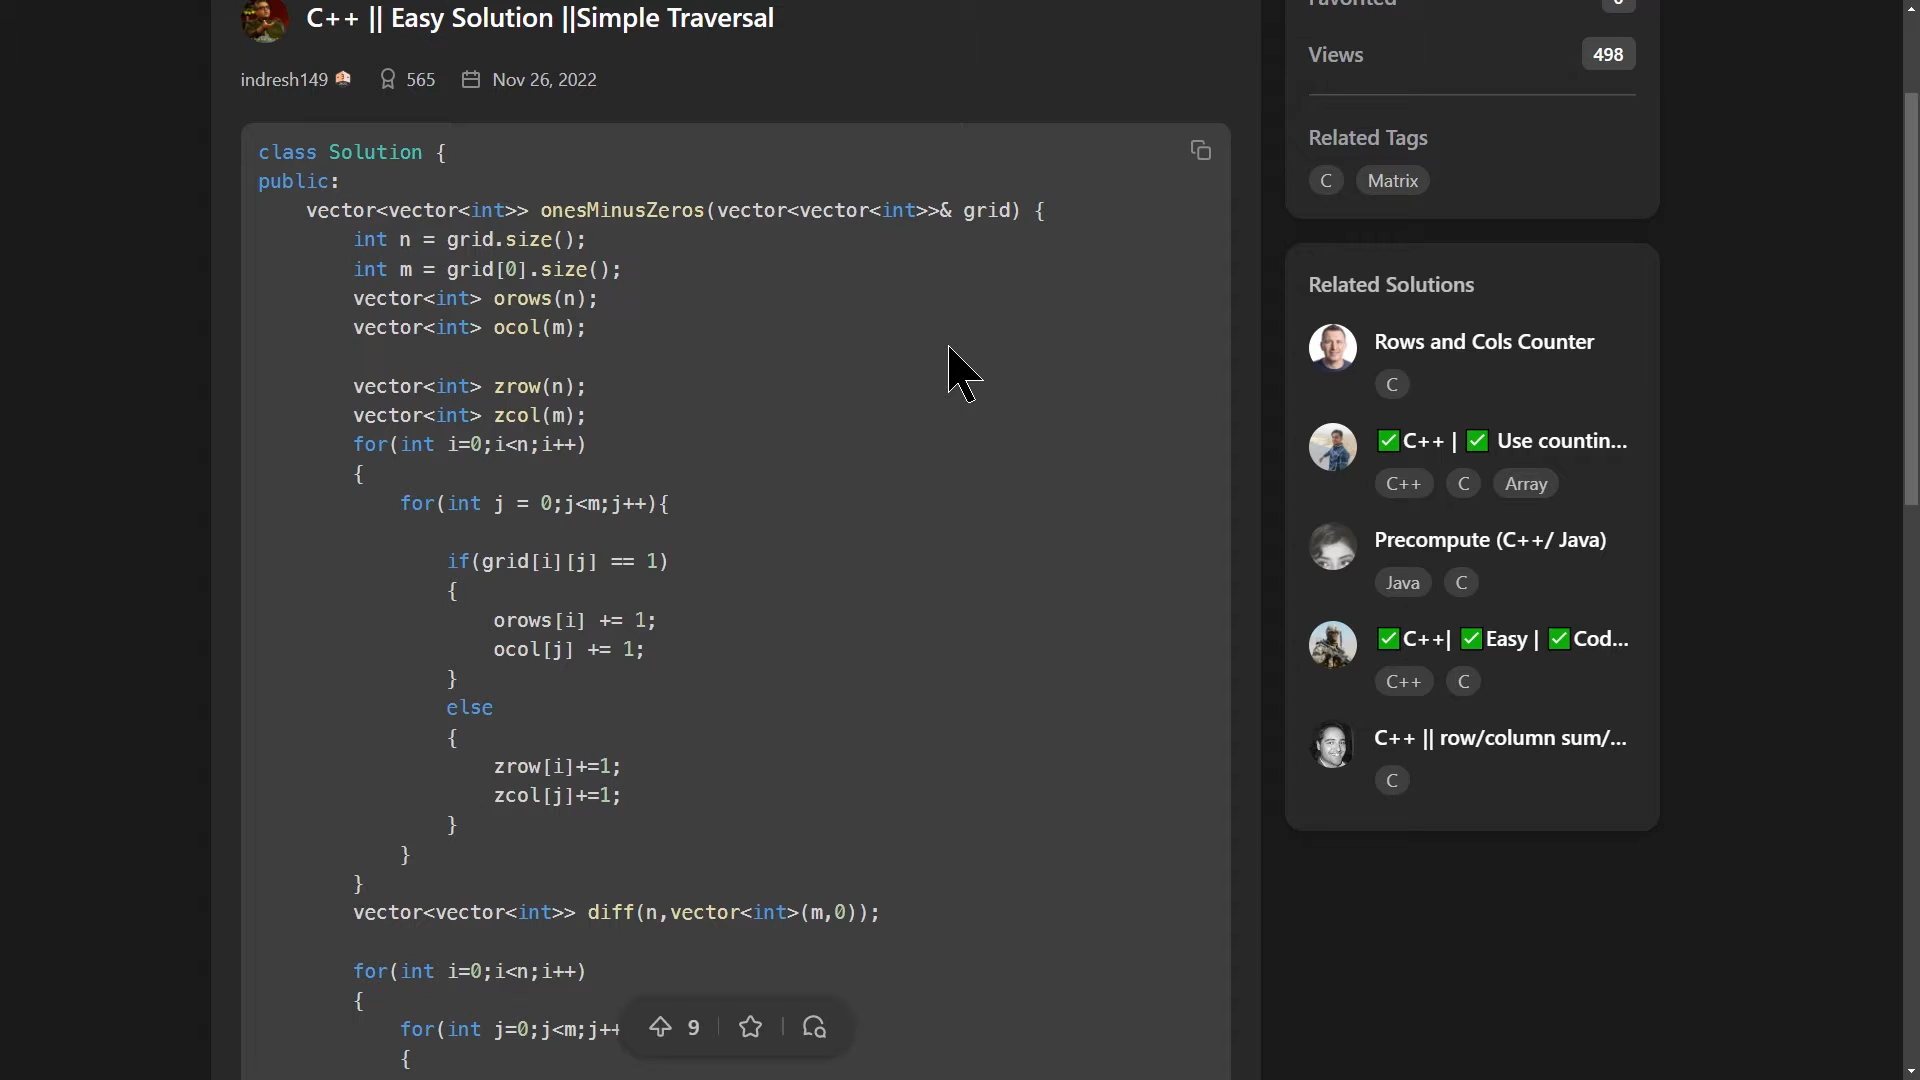 C++ || Easy Solution ||Simple Traversal
indresh149 565 Nov 26, 2022
class Solution {
public:
    vector<vector<int>> onesMinusZeros(vector<vector<int>>& grid) {
        int n = grid.size();
        int m = grid[0].size();
        vector<int> orows(n);
        vector<int> ocol(m);
        vector<int> zrow(n);
        vector<int> zcol(m);
        for(int i=0;i<n;i++)
        {
            for(int j = 0;j<m;j++){
                if(grid[i][j] == 1)
                {
                    orows[i] += 1;
                    ocol[j] += 1;
                }
                else
                {
                    zrow[i]+=1;
                    zcol[j]+=1;
                }
            }
        }
        vector<vector<int>> diff(n,vector<int>(m,0));
        for(int i=0;i<n;i++)
        {
            for(int j=0;j<m;j++
            {
9
Favorited
Views 498
Related Tags
C Matrix
Related Solutions
Rows and Cols Counter
C
✅C++ | ✅ Use countin...
C++ C Array
Precompute (C++/ Java)
Java C
✅C++| ✅Easy | ✅Cod...
C++ C
C++ || row/column sum/...
C